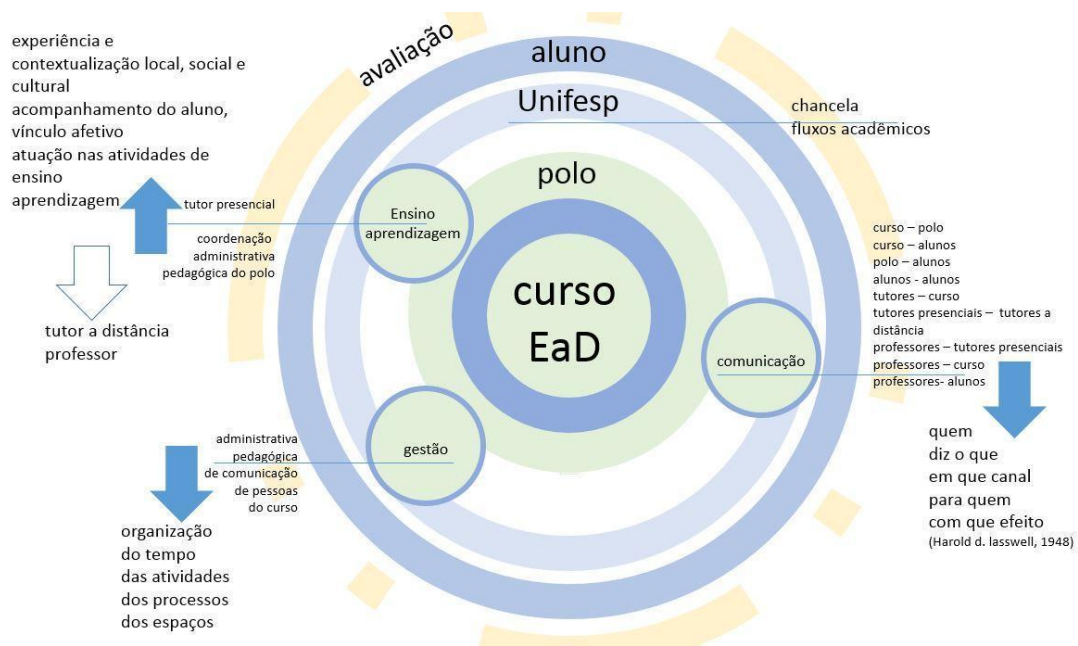 experiência e
contextualização local, social e
cultural
acompanhamento do aluno,
vínculo afetivo
atuação nas atividades de
ensino
aprendizagem
tutor presencial
coordenação
administrativa
pedagógica do polo
tutor a distância
professor
avaliação
aluno
Unifesp
polo
curso
EaD
Ensino
aprendizagem
comunicação
gestão
chancela
fluxos acadêmicos
curso – polo
curso – alunos
polo – alunos
alunos - alunos
tutores – curso
tutores presenciais – tutores a
distância
professores – tutores presenciais
professores – curso
professores- alunos
quem
diz o que
em que canal
para quem
com que efeito
(Harold d. lasswell, 1948)
administrativa
pedagógica
de comunicação
de pessoas
do curso
organização
do tempo
das atividades
dos processos
dos espaços